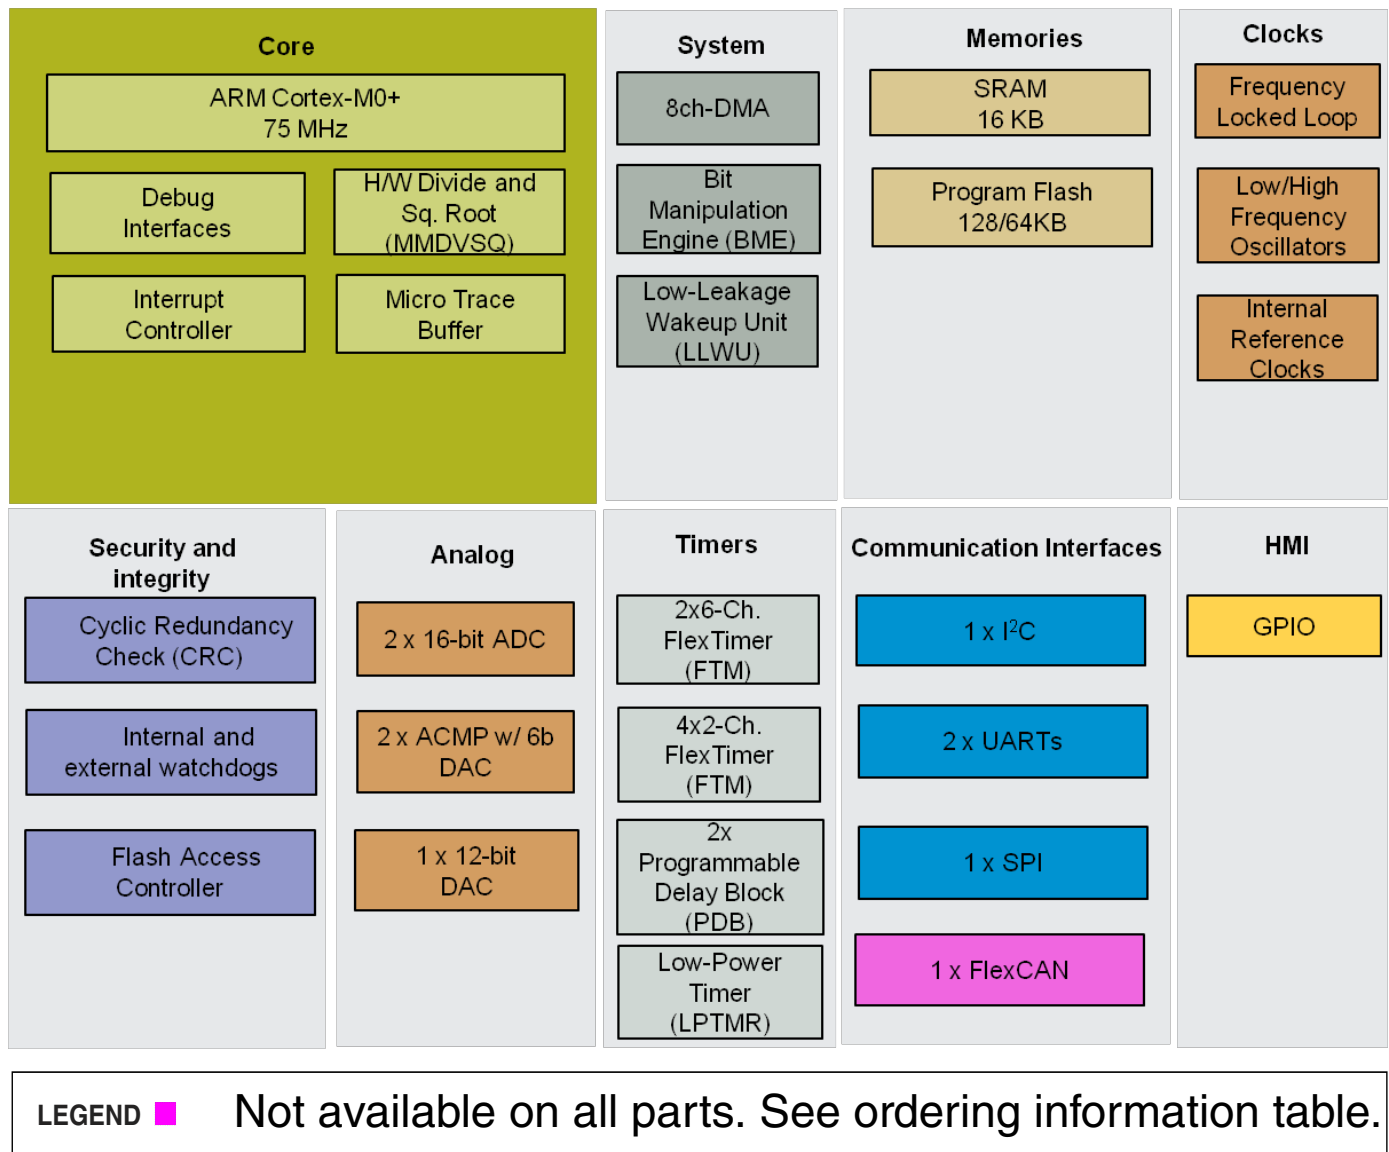 Core
ARM Cortex-M0+
75 MHz
Debug
Interfaces
H/W Divide and
Sq. Root
(MMDVSQ)
Interrupt
Controller
Micro Trace
Buffer
System
8ch-DMA
Bit
Manipulation
Engine (BME)
Low-Leakage
Wakeup Unit
(LLWU)
Memories
SRAM
16 KB
Program Flash
128/64KB
Clocks
Frequency
Locked Loop
Low/High
Frequency
Oscillators
Internal
Reference
Clocks
Security and
integrity
Cyclic Redundancy
Check (CRC)
Internal and
external watchdogs
Flash Access
Controller
Analog
2 x 16-bit ADC
2 x ACMP w/ 6b
DAC
1 x 12-bit
DAC
Timers
2x6-Ch.
FlexTimer
(FTM)
4x2-Ch.
FlexTimer
(FTM)
2x
Programmable
Delay Block
(PDB)
Low-Power
Timer
(LPTMR)
Communication Interfaces
1 x I²C
2 x UARTs
1 x SPI
1 x FlexCAN
HMI
GPIO
LEGEND Not available on all parts. See ordering information table.